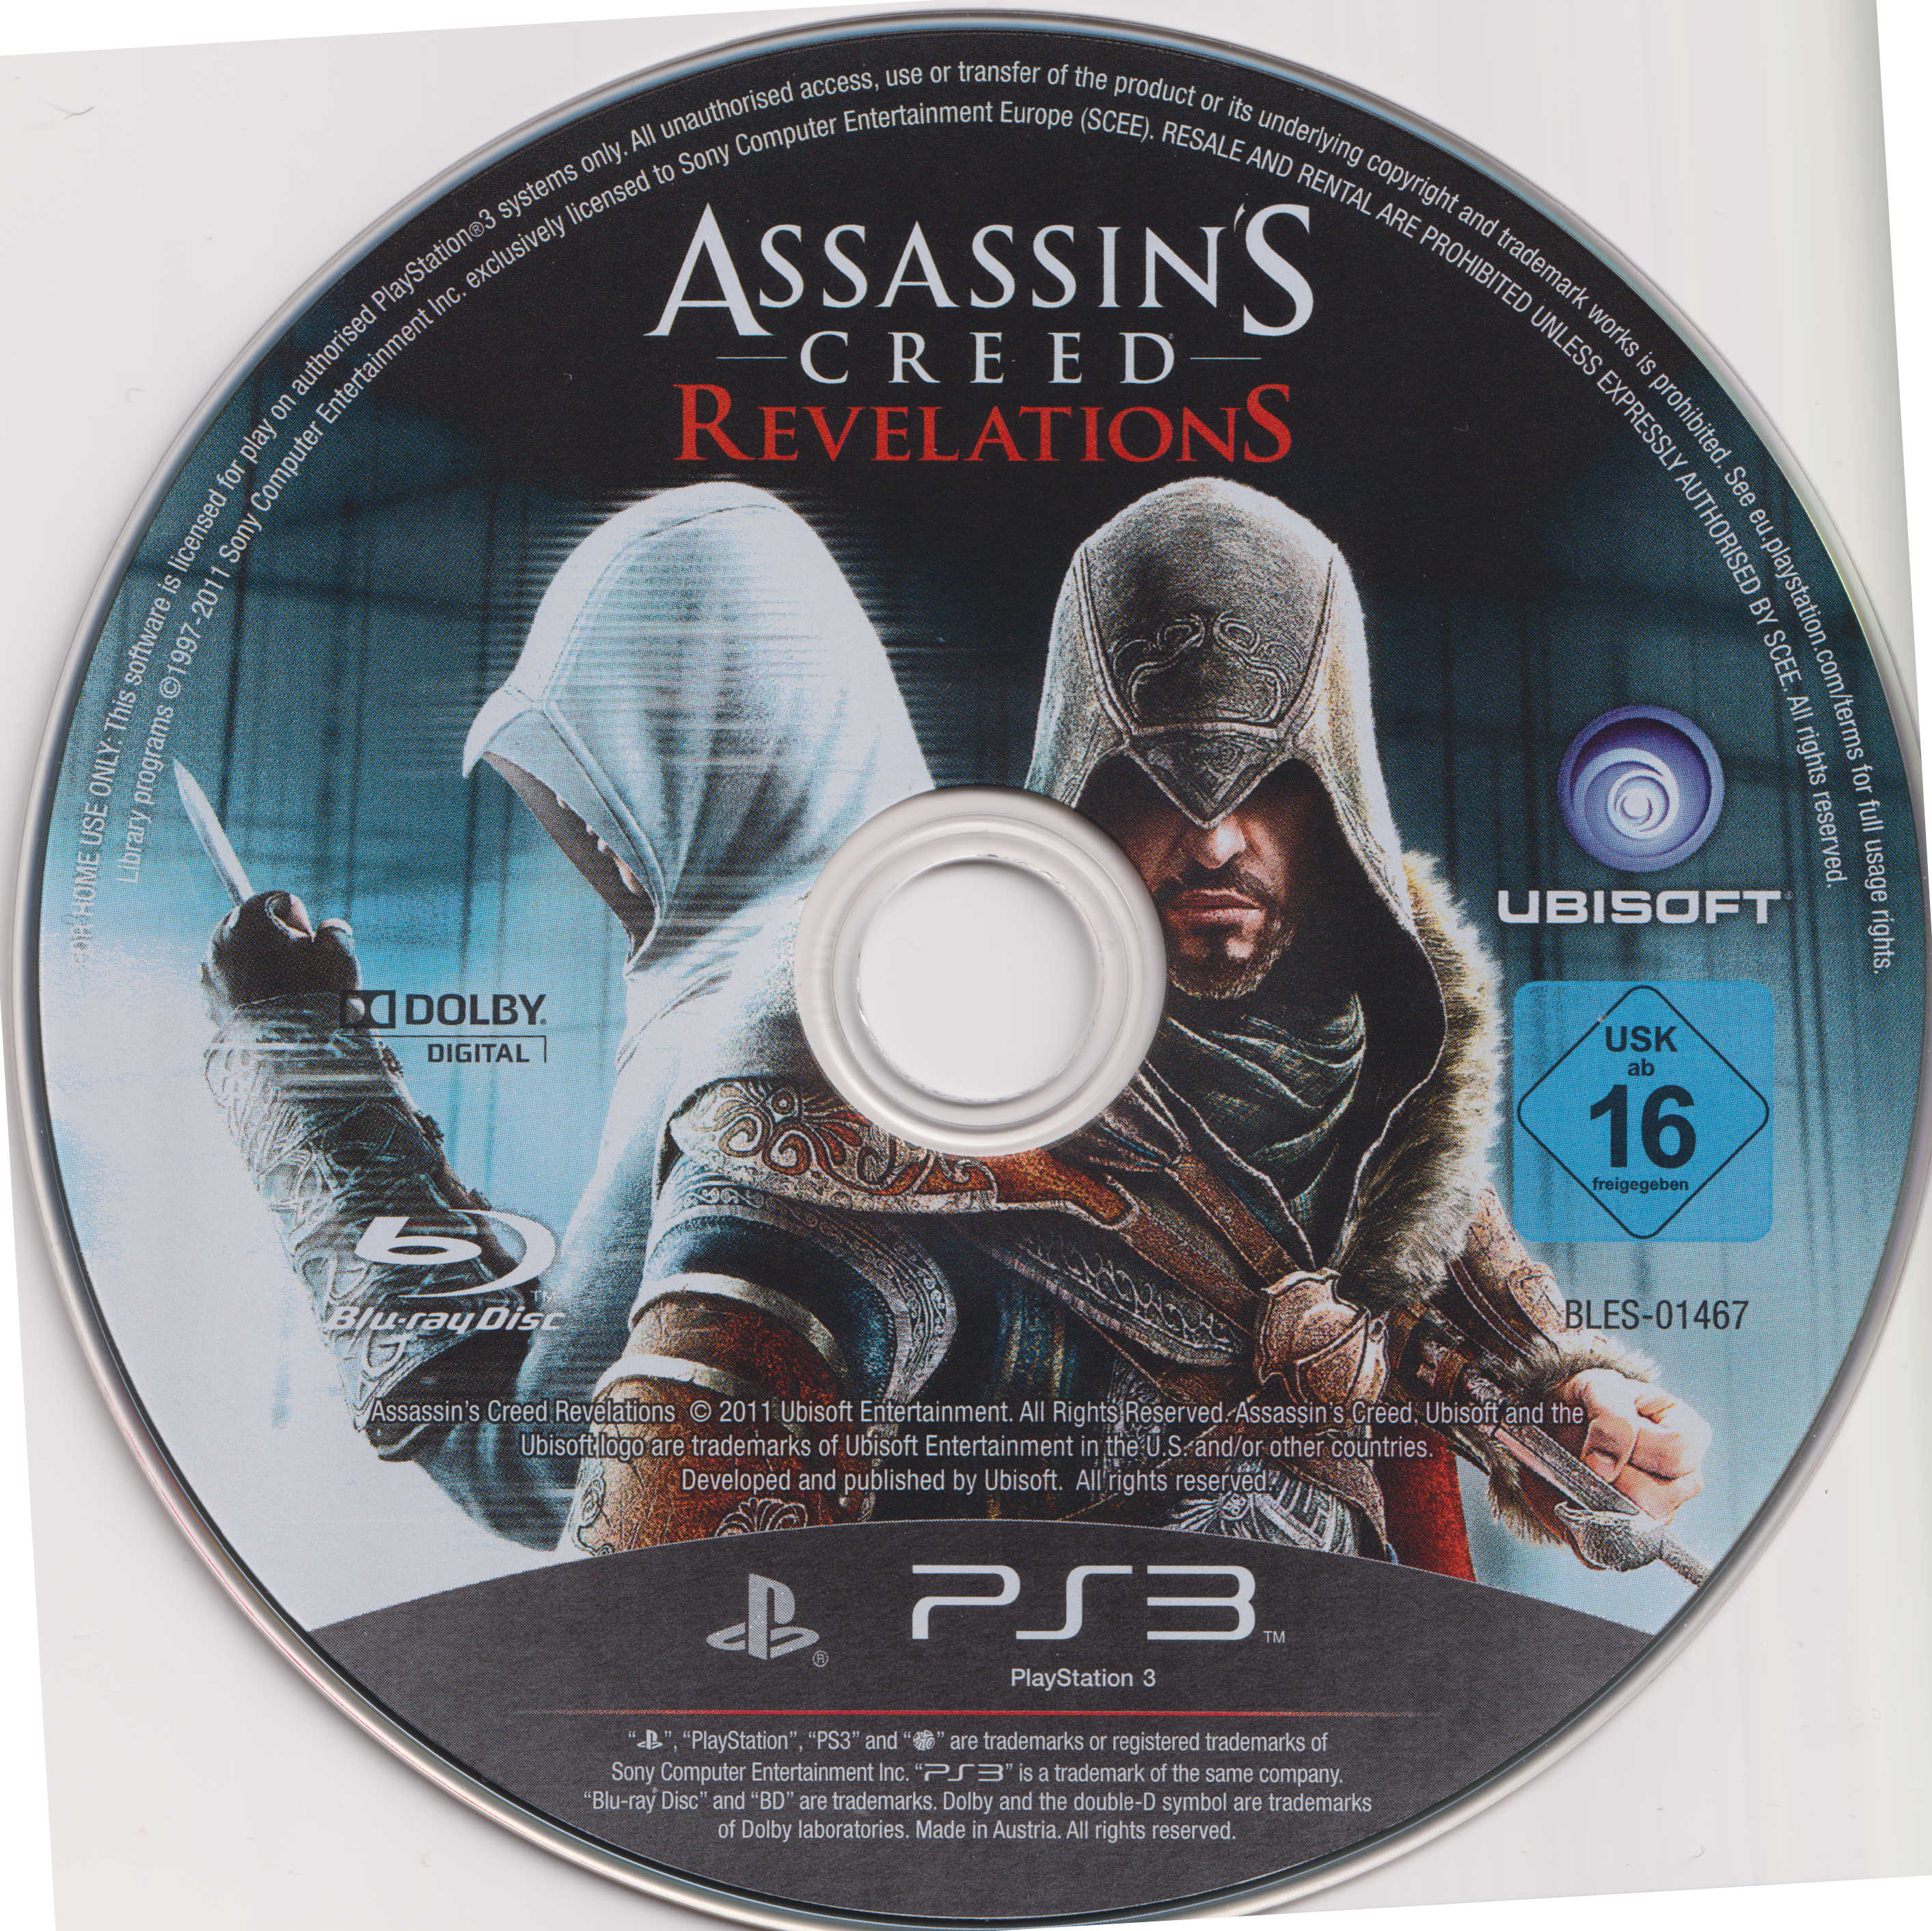 FOR HOME USE ONLY. This software is licensed for play on authorised PlayStation®3 systems only. All unauthorised access, use or transfer of the product or its underlying copyright and trademark works is prohibited. See eu.playstation.com/terms for full usage rights.
Library programs ©1997-2011 Sony Computer Entertainment Inc. exclusively licensed to Sony Computer Entertainment Europe (SCEE). RESALE AND RENTAL ARE PROHIBITED UNLESS EXPRESSLY AUTHORISED BY SCEE. All rights reserved.
ASSASSIN'S
CREED
REVELATIONS
UBISOFT
DOLBY
DIGITAL
USK
ab
16
freigegeben
Blu-ray Disc™
BLES-01467
Assassin's Creed Revelations © 2011 Ubisoft Entertainment. All Rights Reserved. Assassin's Creed, Ubisoft and the
Ubisoft logo are trademarks of Ubisoft Entertainment in the U.S. and/or other countries.
Developed and published by Ubisoft. All rights reserved.
PS3™
®
PlayStation 3
“ ”, “PlayStation”, “PS3” and “ ” are trademarks or registered trademarks of
Sony Computer Entertainment Inc. “PS3” is a trademark of the same company.
“Blu-ray Disc” and “BD” are trademarks. Dolby and the double-D symbol are trademarks
of Dolby laboratories. Made in Austria. All rights reserved.